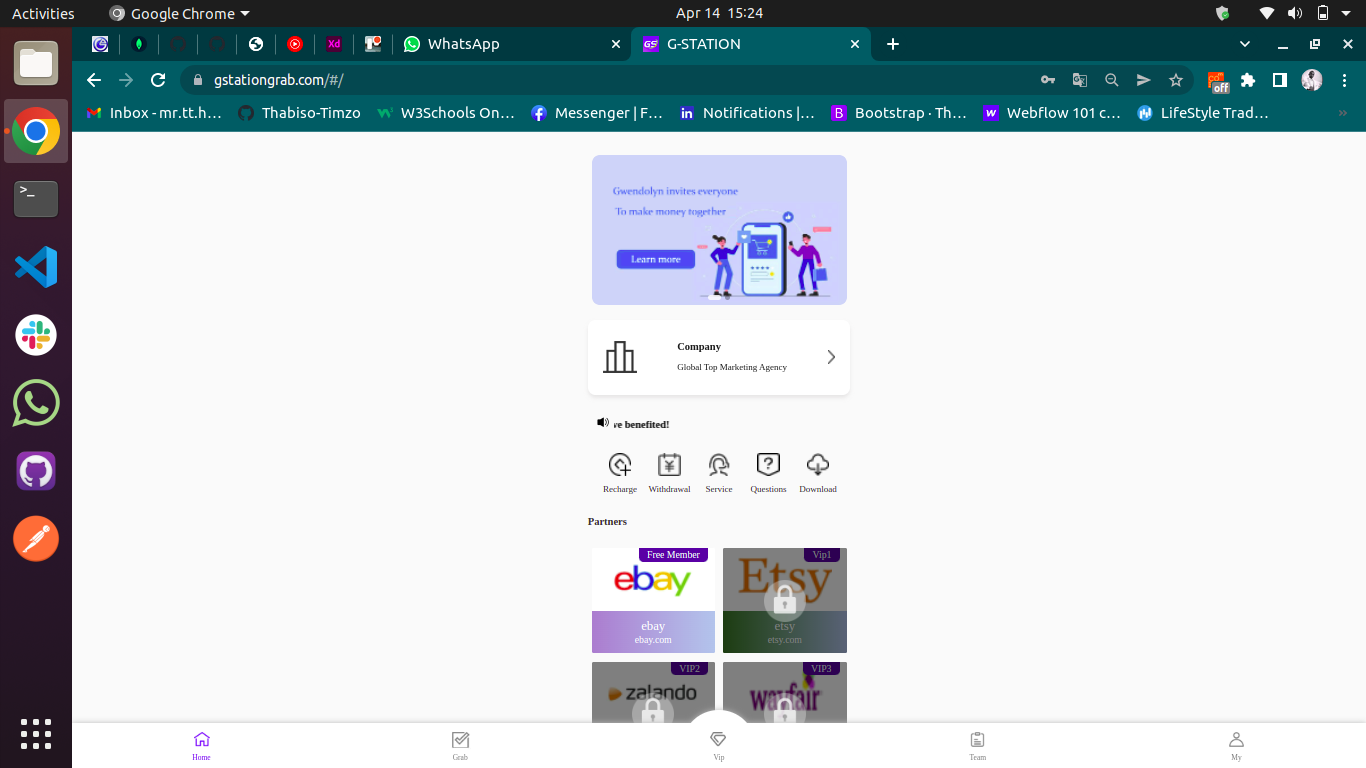 Activities
Google Chrome
Apr 14 15:24
WhatsApp
G-STATION
gstationgrab.com/#/
off
Inbox - mr.tt.h…
Thabiso-Timzo
W3Schools On…
Messenger | F…
Notifications |…
Bootstrap · Th…
Webflow 101 c…
LifeStyle Trad…
Gwendolyn invites everyone
To make money together
Learn more
Company
Global Top Marketing Agency
ve benefited!
Recharge
Withdrawal
Service
Questions
Download
Partners
Free Member
ebay
ebay
ebay.com
Vip1
Etsy
etsy
etsy.com
VIP2
zalando
VIP3
wayfair
Home
Grab
Vip
Team
My